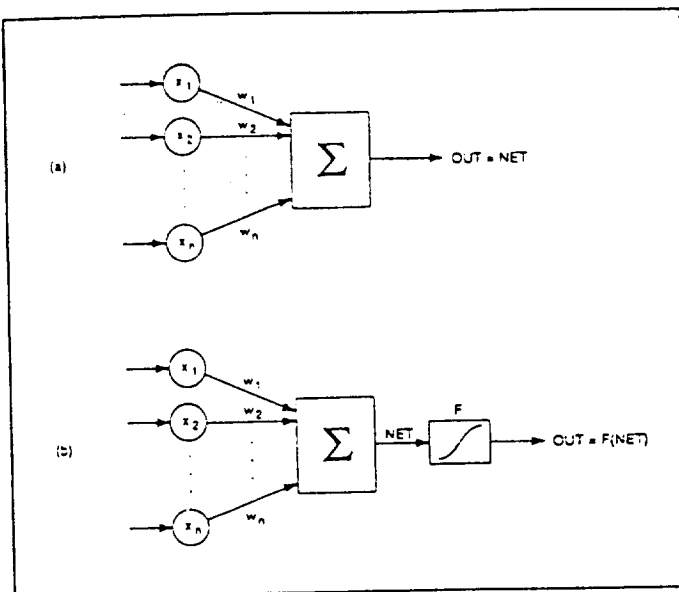 x₁
w₁
x₂
w₂
(a)
Σ
OUT = NET
xₙ
wₙ
x₁
w₁
x₂
w₂
F
(b)
Σ
NET
OUT = F(NET)
xₙ
wₙ